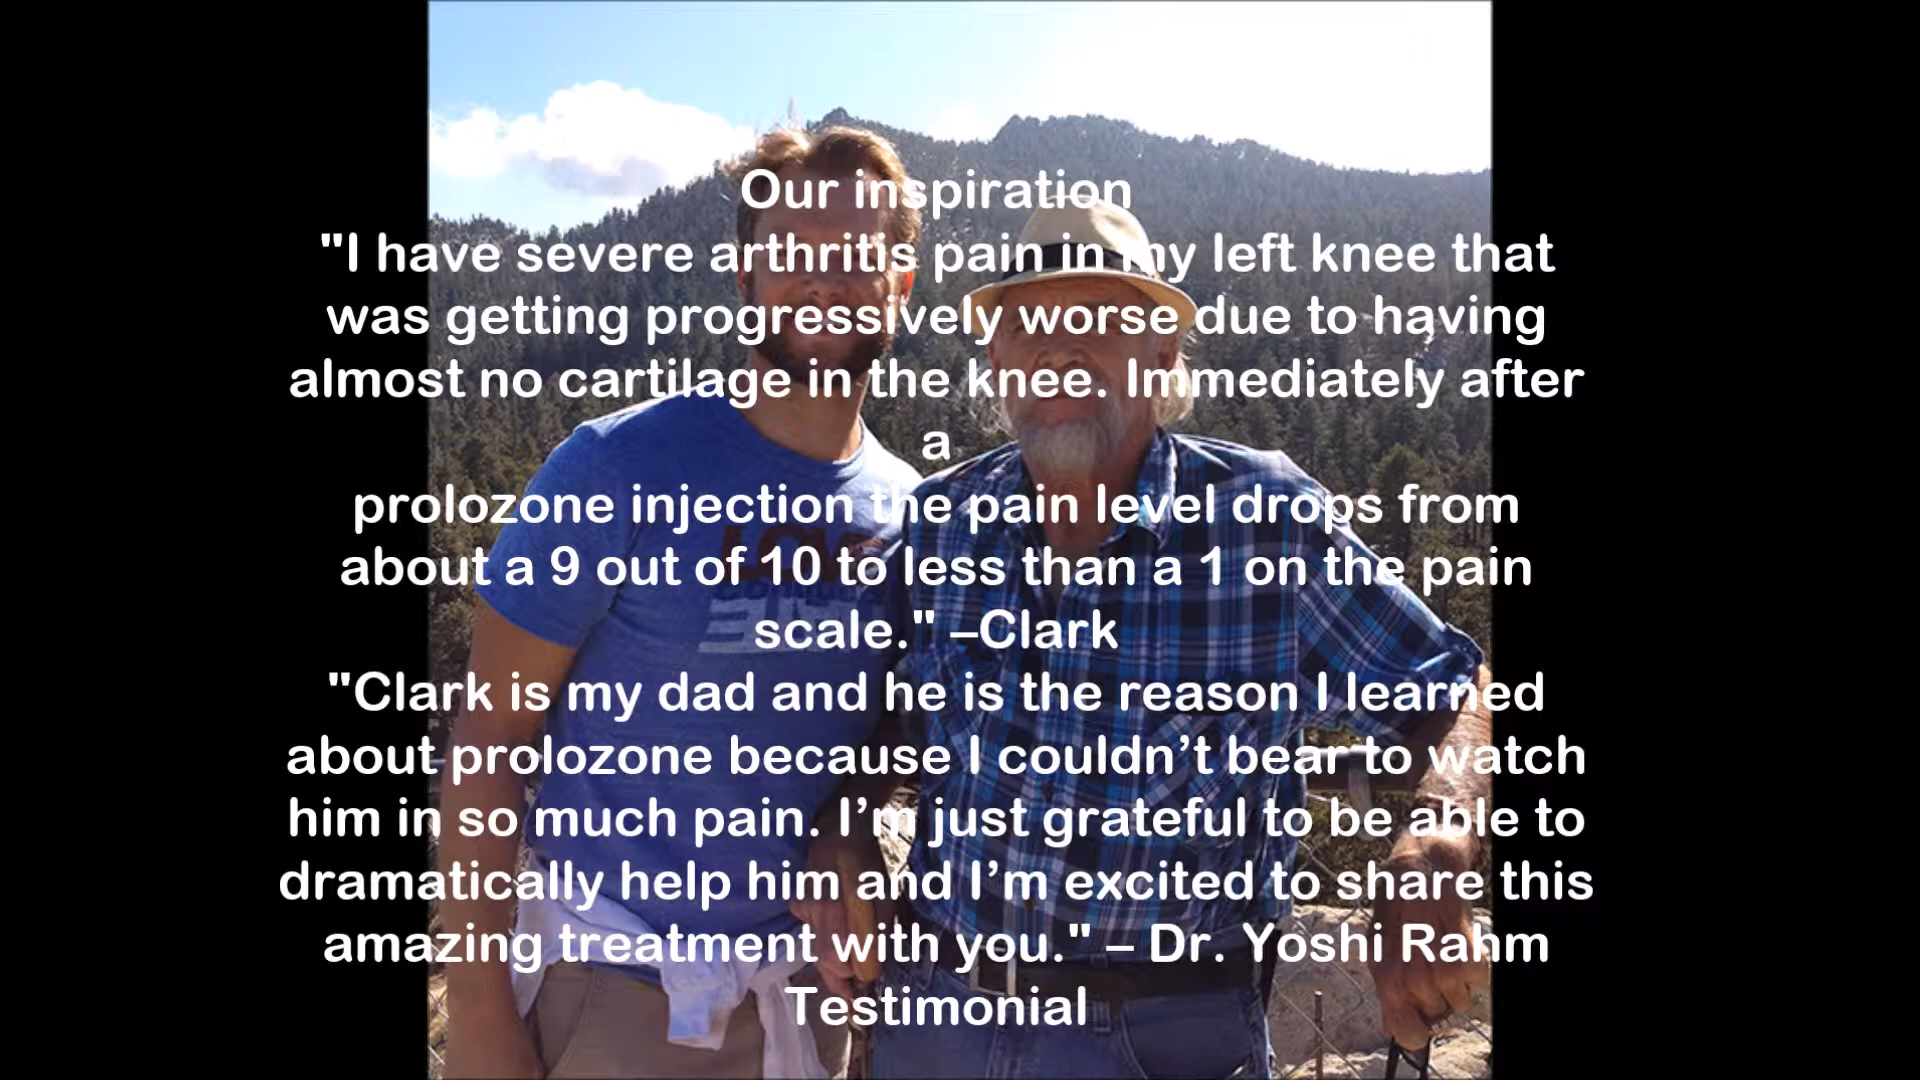 Our inspiration
"I have severe arthritis pain in my left knee that
was getting progressively worse due to having
almost no cartilage in the knee. Immediately after
a
prolozone injection the pain level drops from
about a 9 out of 10 to less than a 1 on the pain
scale." –Clark
"Clark is my dad and he is the reason I learned
about prolozone because I couldn’t bear to watch
him in so much pain. I’m just grateful to be able to
dramatically help him and I’m excited to share this
amazing treatment with you." – Dr. Yoshi Rahm
Testimonial